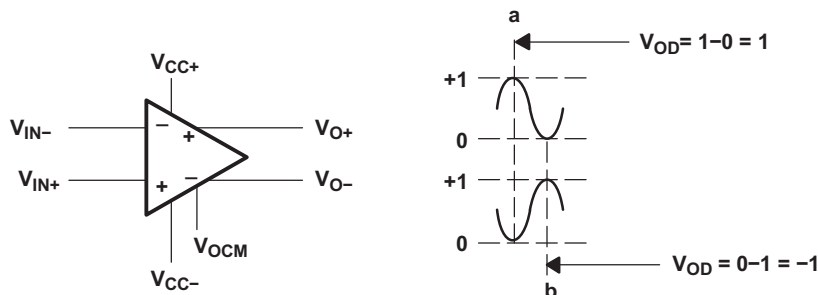 a
V_OD= 1−0 = 1
V_CC+
+1
V_IN−
−
+
V_O+
0
V_IN+
+
−
V_O−
+1
V_OCM
0
V_CC−
V_OD = 0−1 = −1
b